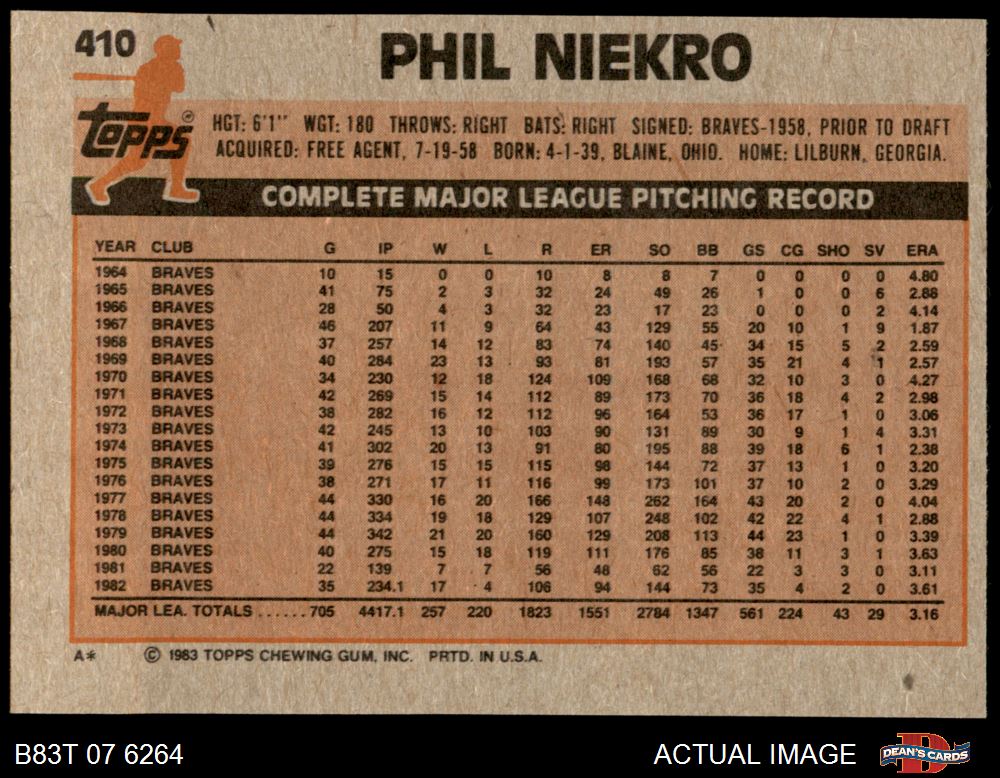 410
PHIL NIEKRO
topps®
HGT: 6'1" WGT: 180 THROWS: RIGHT BATS: RIGHT SIGNED: BRAVES-1958, PRIOR TO DRAFT
ACQUIRED: FREE AGENT, 7-19-58 BORN: 4-1-39, BLAINE, OHIO. HOME: LILBURN, GEORGIA.
COMPLETE MAJOR LEAGUE PITCHING RECORD
YEAR CLUB G IP W L R ER SO BB GS CG SHO SV ERA
1964 BRAVES 10 15 0 0 10 8 8 7 0 0 0 0 4.80
1965 BRAVES 41 75 2 3 32 24 49 26 1 0 0 6 2.88
1966 BRAVES 28 50 4 3 32 23 17 23 0 0 0 2 4.14
1967 BRAVES 46 207 11 9 64 43 129 55 20 10 1 9 1.87
1968 BRAVES 37 257 14 12 83 74 140 45 34 15 5 2 2.59
1969 BRAVES 40 284 23 13 93 81 193 57 35 21 4 1 2.57
1970 BRAVES 34 230 12 18 124 109 168 68 32 10 3 0 4.27
1971 BRAVES 42 269 15 14 112 89 173 70 36 18 4 2 2.98
1972 BRAVES 38 282 16 12 112 96 164 53 36 17 1 0 3.06
1973 BRAVES 42 245 13 10 103 90 131 89 30 9 1 4 3.31
1974 BRAVES 41 302 20 13 91 80 195 88 39 18 6 1 2.38
1975 BRAVES 39 276 15 15 115 98 144 72 37 13 1 0 3.20
1976 BRAVES 38 271 17 11 116 99 173 101 37 10 2 0 3.29
1977 BRAVES 44 330 16 20 166 148 262 164 43 20 2 0 4.04
1978 BRAVES 44 334 19 18 129 107 248 102 42 22 4 1 2.88
1979 BRAVES 44 342 21 20 160 129 208 113 44 23 1 0 3.39
1980 BRAVES 40 275 15 18 119 111 176 85 38 11 3 1 3.63
1981 BRAVES 22 139 7 7 56 48 62 56 22 3 3 0 3.11
1982 BRAVES 35 234.1 17 4 106 94 144 73 35 4 2 0 3.61
MAJOR LEA. TOTALS ......705 4417.1 257 220 1823 1551 2784 1347 561 224 43 29 3.16
A* © 1983 TOPPS CHEWING GUM, INC. PRTD. IN U.S.A.
B83T 07 6264 ACTUAL IMAGE DEAN'S CARDS